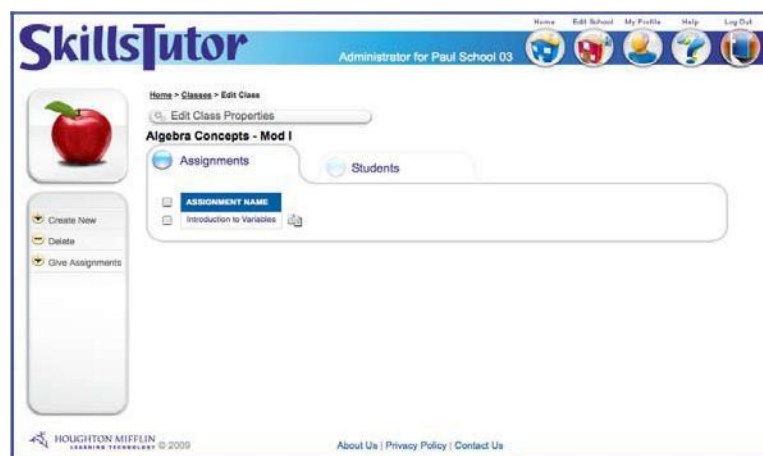 Home Edit School My Profile Help Log Out
SkillsTutor
Administrator for Paul School 03
Home > Classes > Edit Class
Edit Class Properties
Algebra Concepts - Mod I
Assignments
Students
ASSIGNMENT NAME
Introduction to Variables
Create New
Delete
Give Assignments
HOUGHTON MIFFLIN
LEARNING TECHNOLOGY © 2009
About Us | Privacy Policy | Contact Us